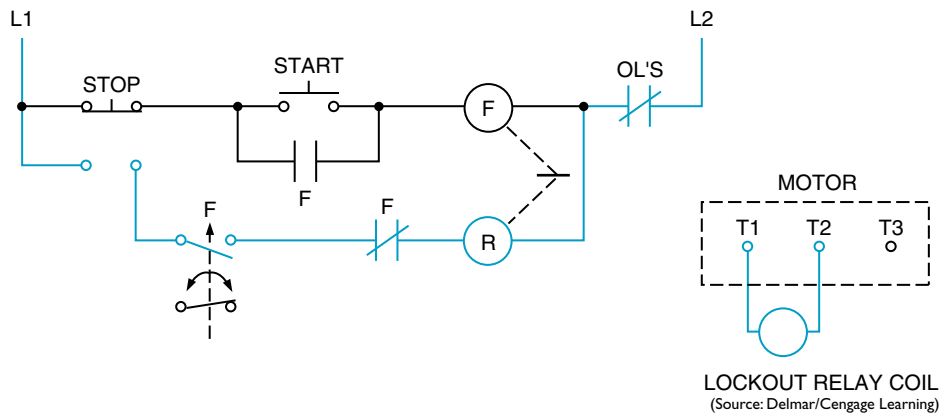 L1
L2
STOP
START
OL'S
F
F
F
F
R
MOTOR
T1 T2 T3
LOCKOUT RELAY COIL
(Source: Delmar/Cengage Learning)